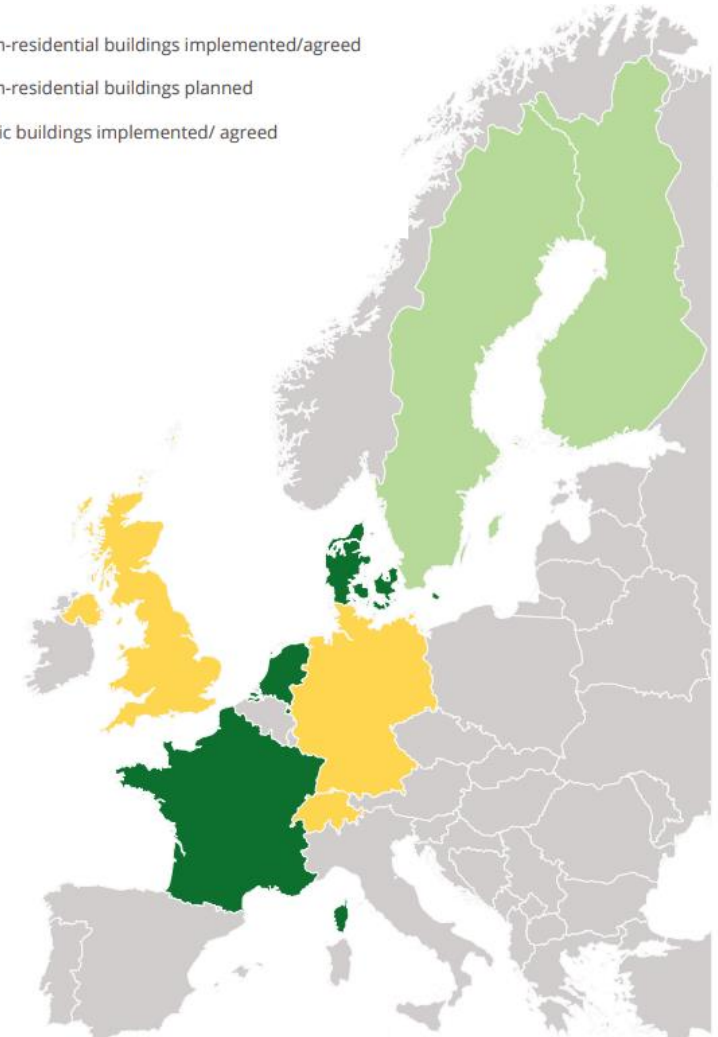 n-residential buildings implemented/agreed
n-residential buildings planned
ic buildings implemented/ agreed